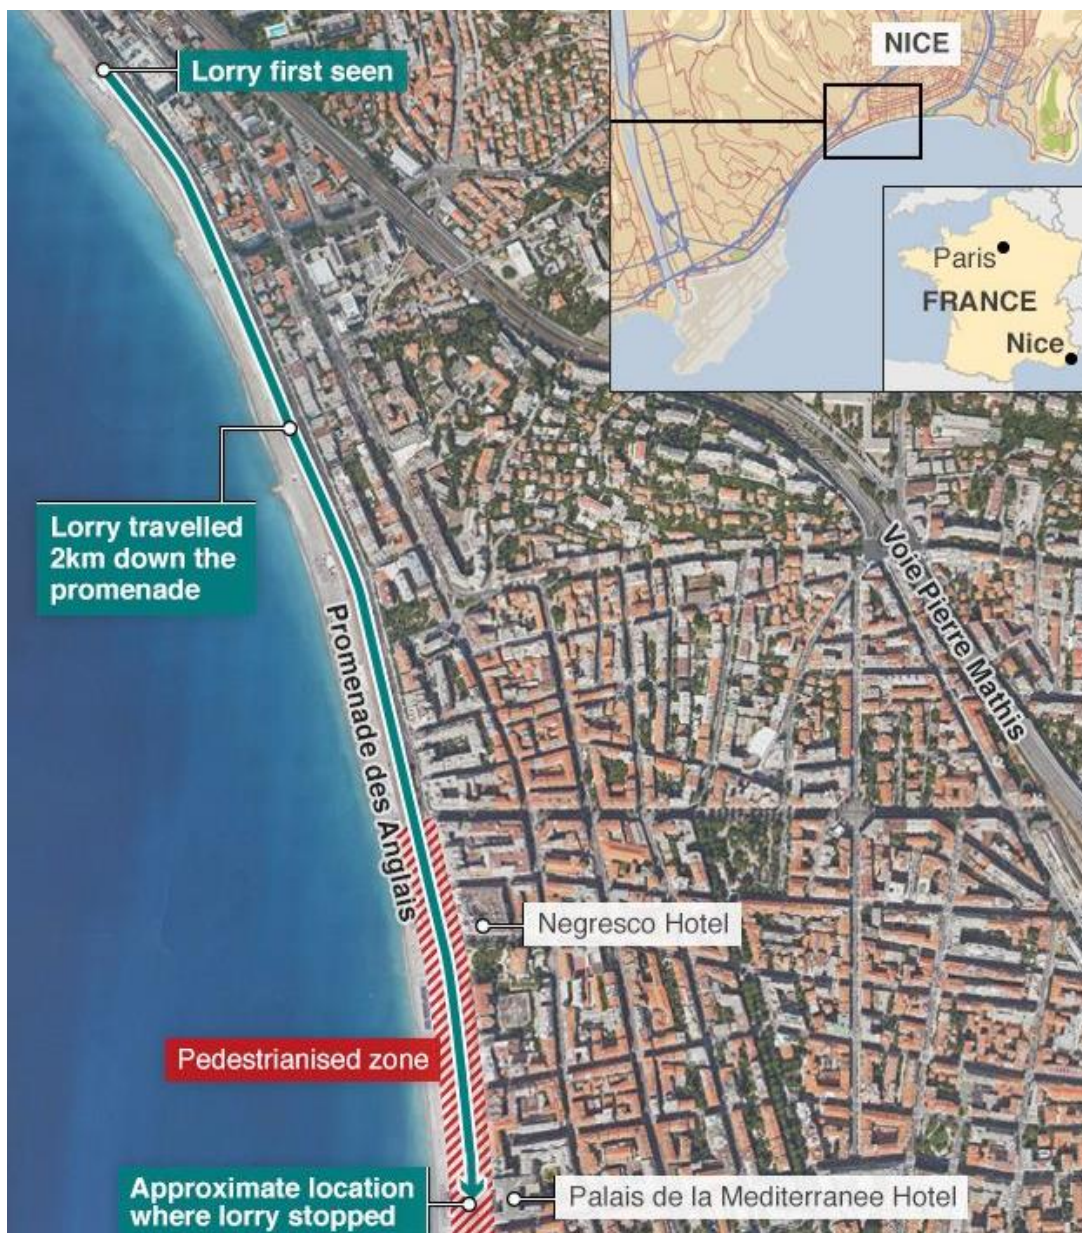 Lorry first seen
NICE
Paris
FRANCE
Nice
Lorry travelled
2km down the
promenade
Voie Pierre Mathis
Promenade des Anglais
Negresco Hotel
Pedestrianised zone
Approximate location
where lorry stopped
Palais de la Mediterranee Hotel